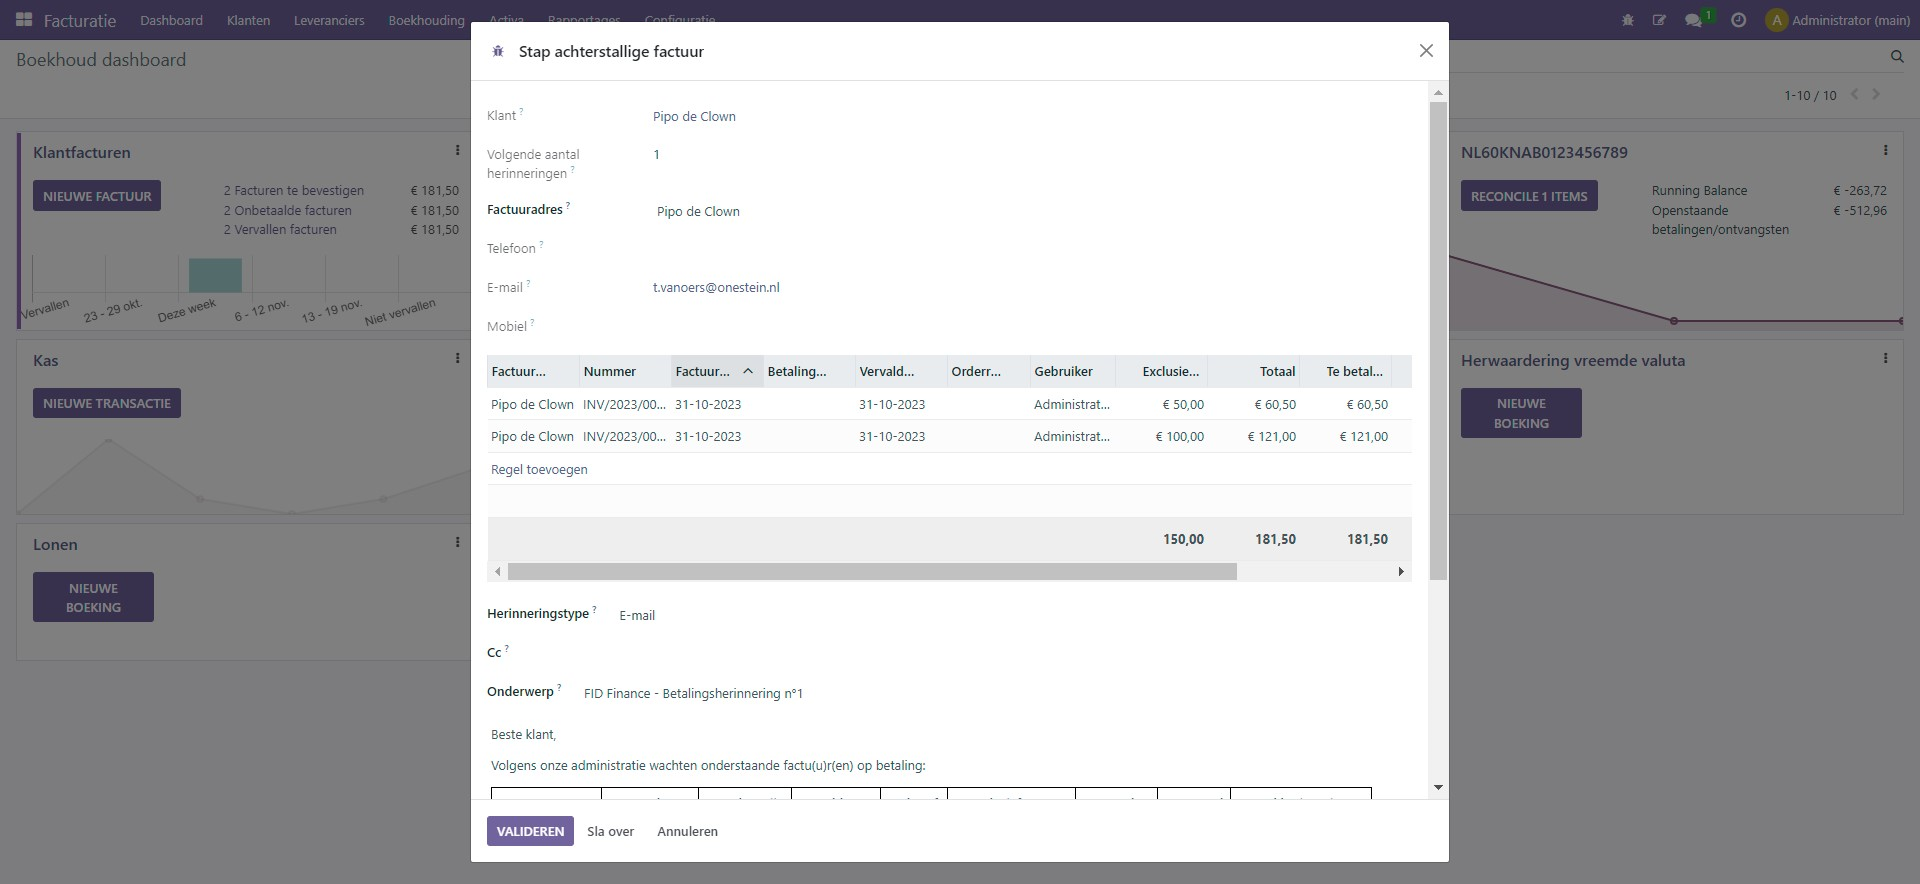 Facturatie Dashboard Klanten Leveranciers Boekhouding Activa Rapportages Configuratie 1 A Administrator (main)
Boekhoud dashboard
1-10 / 10
Klantfacturen
NIEUWE FACTUUR
2 Facturen te bevestigen € 181,50
2 Onbetaalde facturen € 181,50
2 Vervallen facturen € 181,50
Vervallen 23 - 29 okt. Deze week 6 - 12 nov. 13 - 19 nov. Niet vervallen
Kas
NIEUWE TRANSACTIE
Lonen
NIEUWE
BOEKING
Stap achterstallige factuur
Klant ? Pipo de Clown
Volgende aantal
herinneringen ? 1
Factuuradres ? Pipo de Clown
Telefoon ?
E-mail ? t.vanoers@onestein.nl
Mobiel ?
Factuur... Nummer Factuur... Betaling... Vervald... Orderr... Gebruiker Exclusie... Totaal Te betal...
Pipo de Clown INV/2023/00... 31-10-2023 31-10-2023 Administrat... € 50,00 € 60,50 € 60,50
Pipo de Clown INV/2023/00... 31-10-2023 31-10-2023 Administrat... € 100,00 € 121,00 € 121,00
Regel toevoegen
150,00 181,50 181,50
Herinneringstype ? E-mail
Cc ?
Onderwerp ? FID Finance - Betalingsherinnering n°1
Beste klant,
Volgens onze administratie wachten onderstaande factu(u)r(en) op betaling:
VALIDEREN Sla over Annuleren
NL60KNAB0123456789
RECONCILE 1 ITEMS
Running Balance € -263,72
Openstaande € -512,96
betalingen/ontvangsten
Herwaardering vreemde valuta
NIEUWE
BOEKING